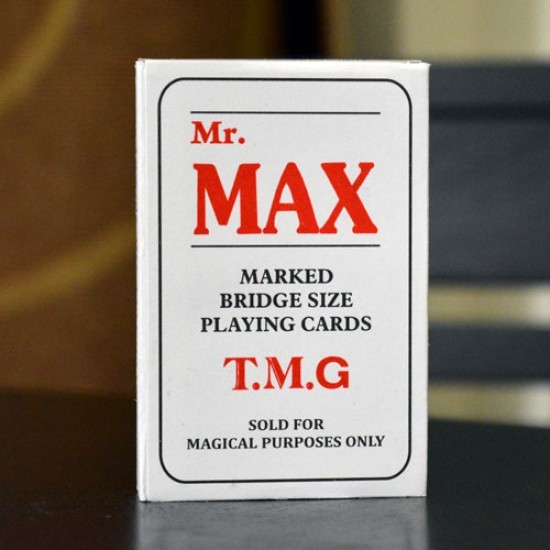 Mr.
MAX
MARKED
BRIDGE SIZE
PLAYING CARDS
T.M.G
SOLD FOR
MAGICAL PURPOSES ONLY